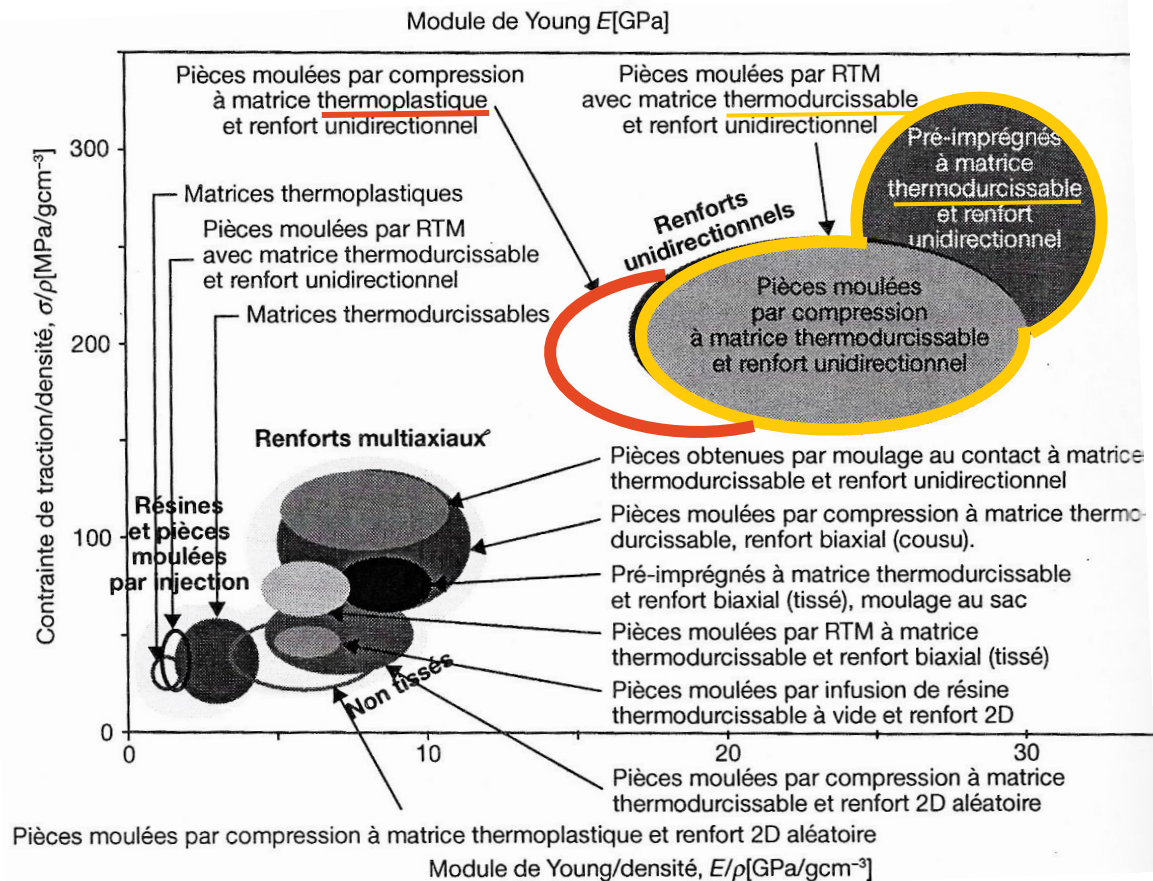 Module de Young E[GPa]
Pièces moulées par compression
à matrice thermoplastique
et renfort unidirectionnel
Pièces moulées par RTM
avec matrice thermodurcissable
et renfort unidirectionnel
Pré-imprégnés
à matrice
thermodurcissable
et renfort
unidirectionnel
300
Matrices thermoplastiques
Pièces moulées par RTM
avec matrice thermodurcissable
et renfort unidirectionnel
Matrices thermodurcissables
Renforts
unidirectionnels
Pièces moulées
par compression
à matrice thermodurcissable
et renfort unidirectionnel
200
Contrainte de traction/densité, σ/ρ[MPa/gcm⁻³]
Renforts multiaxiaux
Résines
et pièces
moulées
par injection
100
Non tissés
0
Pièces obtenues par moulage au contact à matrice
thermodurcissable et renfort unidirectionnel
Pièces moulées par compression à matrice thermo-
durcissable, renfort biaxial (cousu).
Pré-imprégnés à matrice thermodurcissable
et renfort biaxial (tissé), moulage au sac
Pièces moulées par RTM à matrice
thermodurcissable et renfort biaxial (tissé)
Pièces moulées par infusion de résine
thermodurcissable à vide et renfort 2D
0 10 20 30
Pièces moulées par compression à matrice
thermodurcissable et renfort 2D aléatoire
Pièces moulées par compression à matrice thermoplastique et renfort 2D aléatoire
Module de Young/densité, E/ρ[GPa/gcm⁻³]